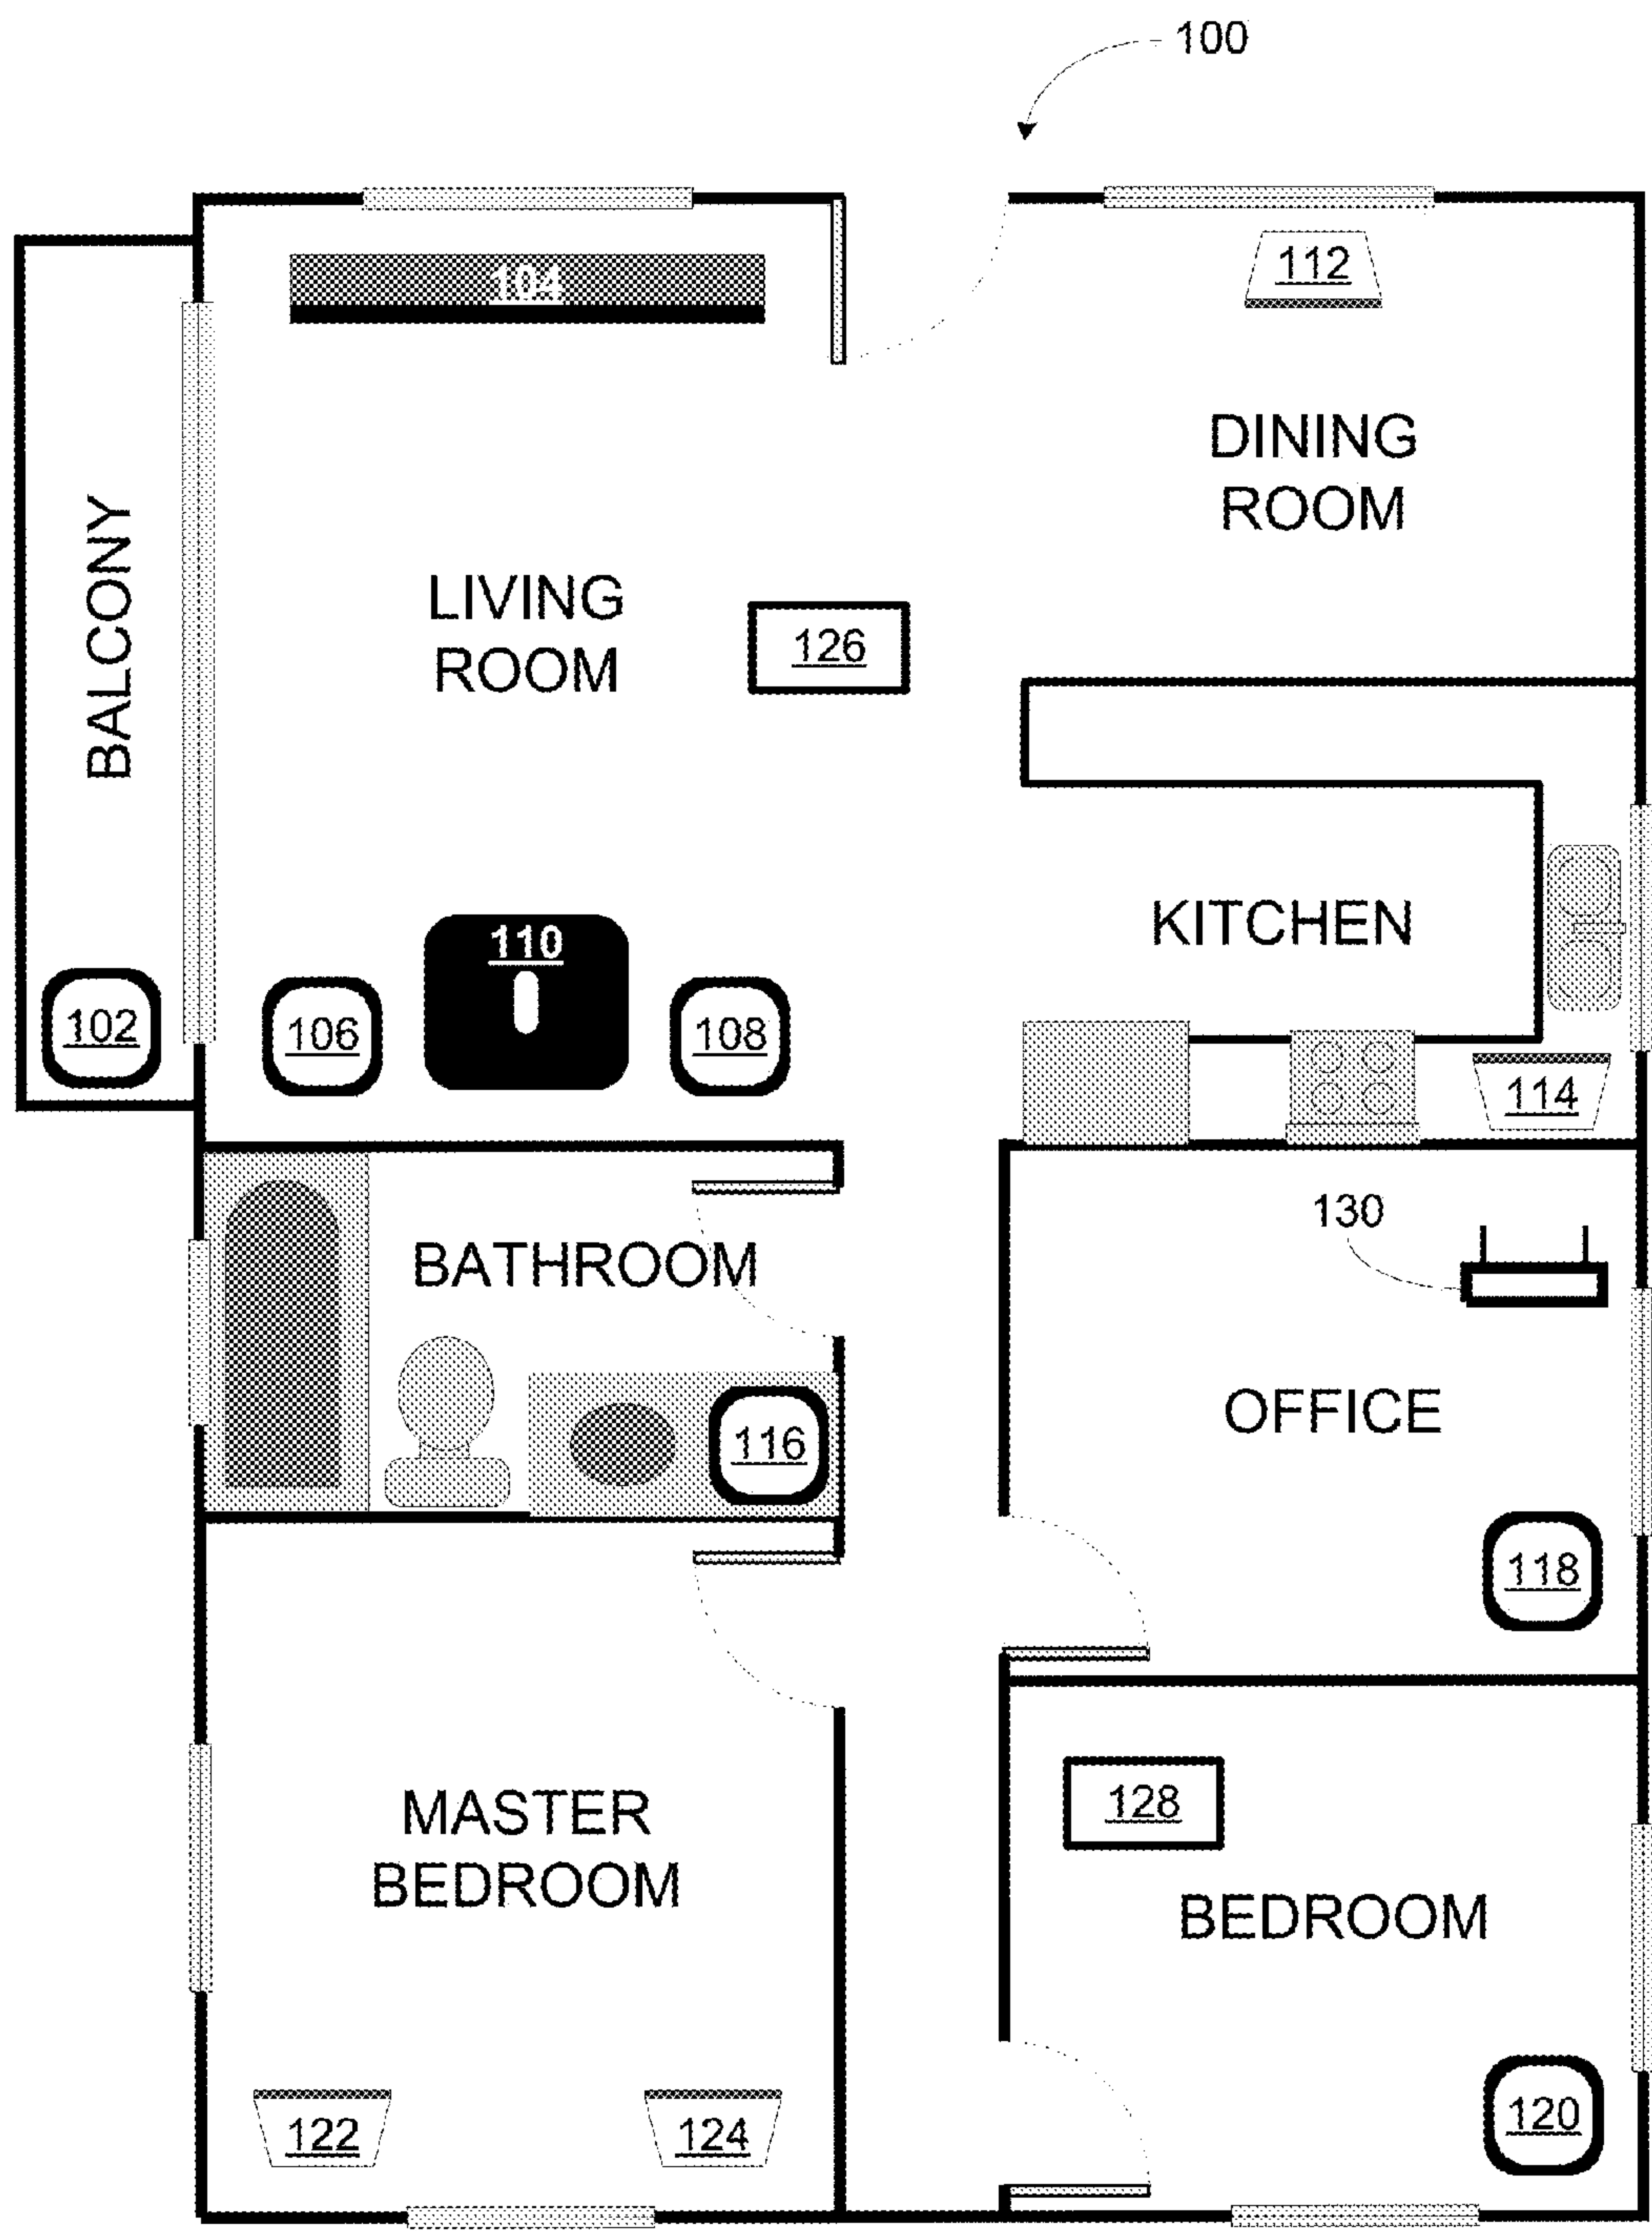 100
104
112
DINING
ROOM
BALCONY
LIVING
ROOM
126
KITCHEN
110
102
106
108
114
130
BATHROOM
OFFICE
116
118
128
MASTER
BEDROOM
BEDROOM
122
124
120